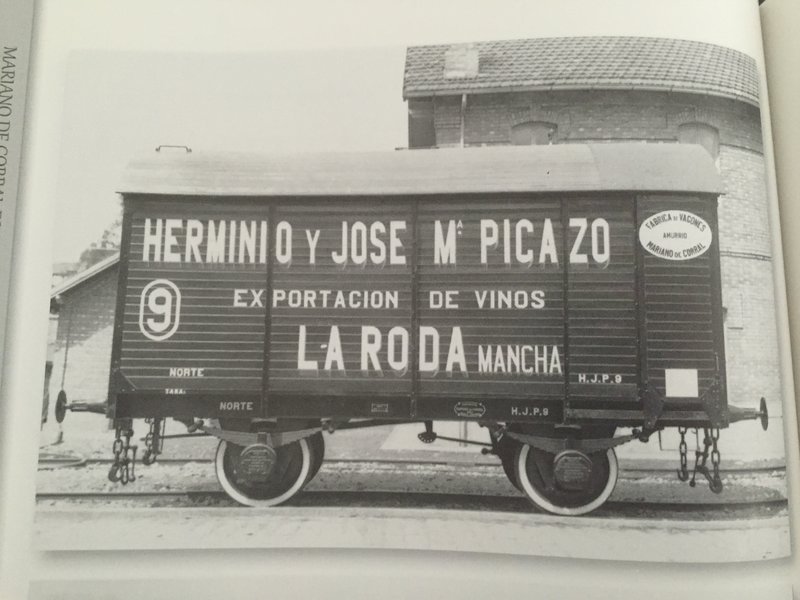 MARIANO DE CORRAL
HERMINIO Y JOSE Mª PICAZO
FABRICA DE VAGONES
AMURRIO
MARIANO DE CORRAL
9
EXPORTACION DE VINOS
LA RODA MANCHA
NORTE
TARA
H.J.P.9
NORTE
H.J.P.9